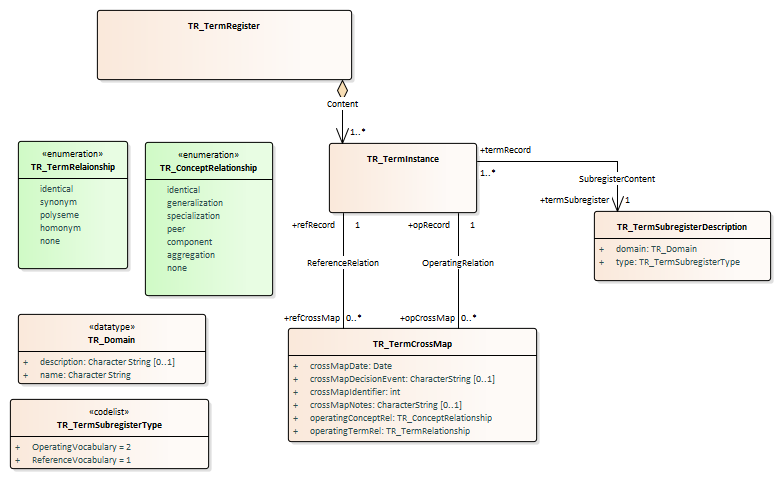 TR_TermRegister
Content
1..*
TR_TermInstance
+termRecord
1..*
SubregisterContent
+termSubregister
1
«enumeration»
TR_TermRelaionship
identical
synonym
polyseme
homonym
none
«enumeration»
TR_ConceptRelationship
identical
generalization
specialization
peer
component
aggregation
none
+refRecord 1
+opRecord 1
ReferenceRelation
OperatingRelation
+refCrossMap 0..*
+opCrossMap 0..*
TR_TermSubregisterDescription
+ domain: TR_Domain
+ type: TR_TermSubregisterType
«datatype»
TR_Domain
+ description: Character String [0..1]
+ name: Character String
TR_TermCrossMap
+ crossMapDate: Date
+ crossMapDecisionEvent: CharacterString [0..1]
+ crossMapIdentifier: int
+ crossMapNotes: CharacterString [0..1]
+ operatingConceptRel: TR_ConceptRelationship
+ operatingTermRel: TR_TermRelationship
«codelist»
TR_TermSubregisterType
+ OperatingVocabulary = 2
+ ReferenceVocabulary = 1